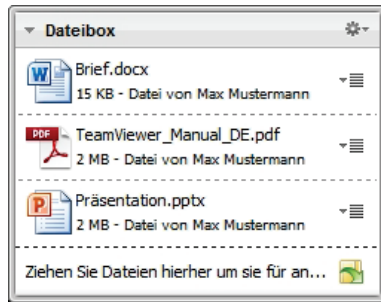 Dateibox
Brief.docx
15 KB - Datei von Max Mustermann
PDF
TeamViewer_Manual_DE.pdf
2 MB - Datei von Max Mustermann
Präsentation.pptx
2 MB - Datei von Max Mustermann
Ziehen Sie Dateien hierher um sie für an...